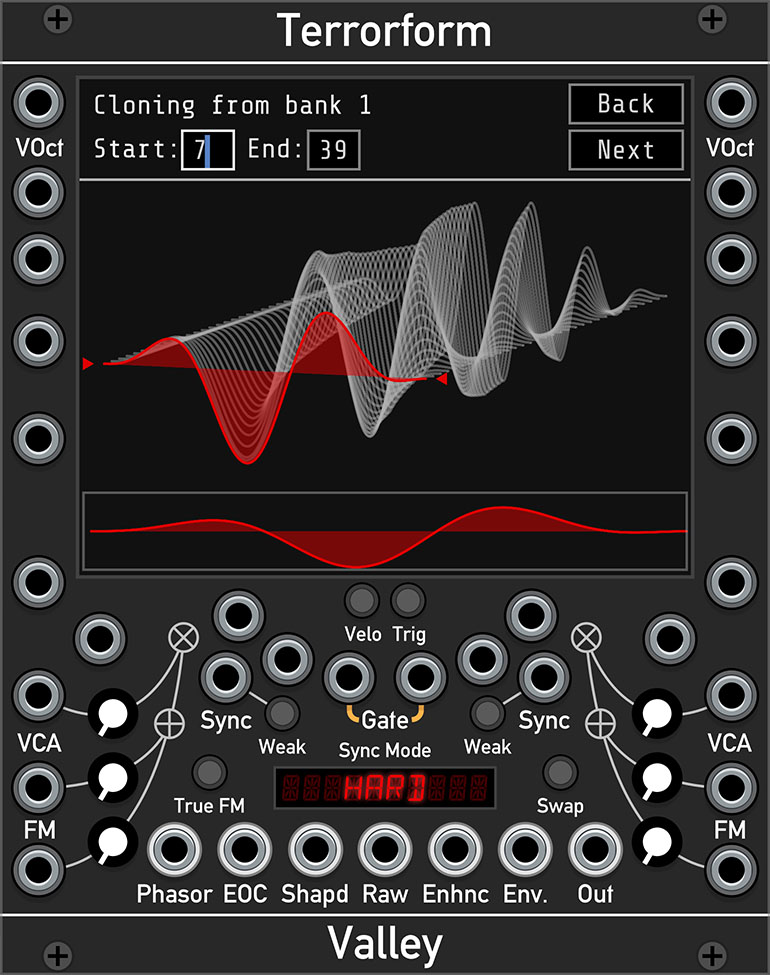 Terrorform
Cloning from bank 1 Back
Start: 7 End: 39 Next
VOct VOct
Velo Trig
Sync Gate Sync
Weak Sync Mode Weak
VCA VCA
HARD
True FM Swap
FM FM
Phasor EOC Shapd Raw Enhnc Env. Out
Valley